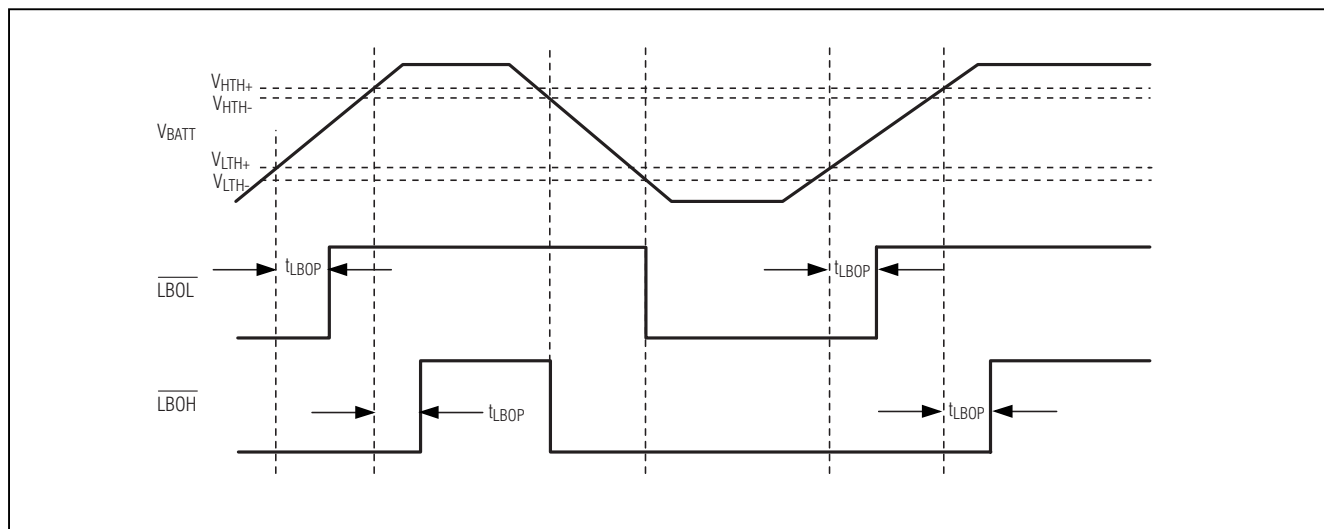 VHTH+
VHTH-
VBATT
VLTH+
VLTH-
tLBOP
tLBOP
LBOL
LBOH
tLBOP
tLBOP